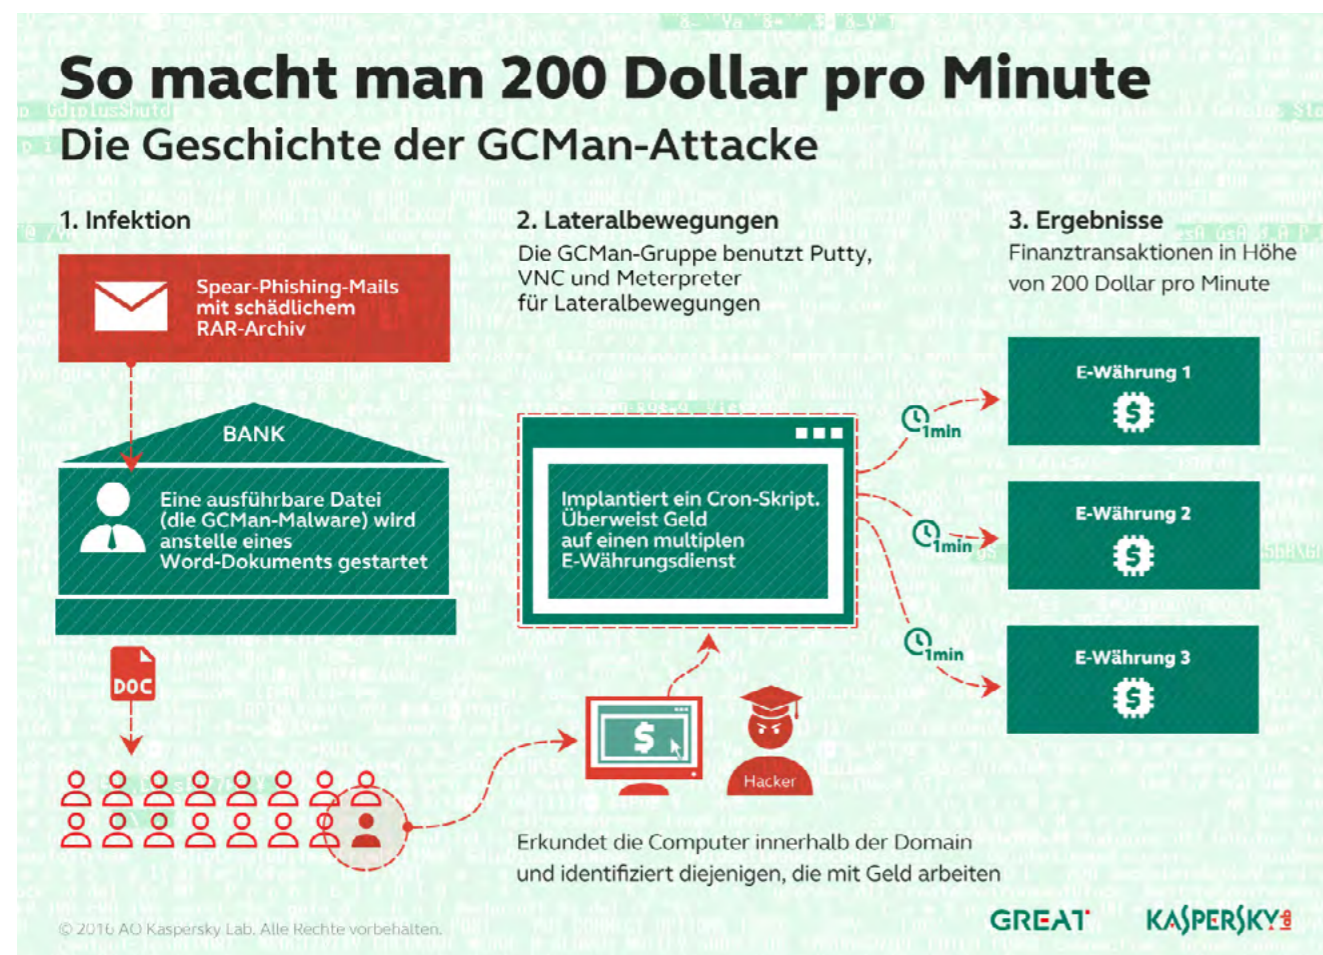 So macht man 200 Dollar pro Minute
Die Geschichte der GCMan-Attacke
1. Infektion
Spear-Phishing-Mails
mit schädlichem
RAR-Archiv
BANK
Eine ausführbare Datei
(die GCMan-Malware) wird
anstelle eines
Word-Dokuments gestartet
DOC
2. Lateralbewegungen
Die GCMan-Gruppe benutzt Putty,
VNC und Meterpreter
für Lateralbewegungen
Implantiert ein Cron-Skript.
Überweist Geld
auf einen multiplen
E-Währungsdienst
$
Hacker
Erkundet die Computer innerhalb der Domain
und identifiziert diejenigen, die mit Geld arbeiten
3. Ergebnisse
Finanztransaktionen in Höhe
von 200 Dollar pro Minute
1min
E-Währung 1
$
1min
E-Währung 2
$
1min
E-Währung 3
$
© 2016 AO Kaspersky Lab. Alle Rechte vorbehalten.
GREAT
KASPERSKY lab